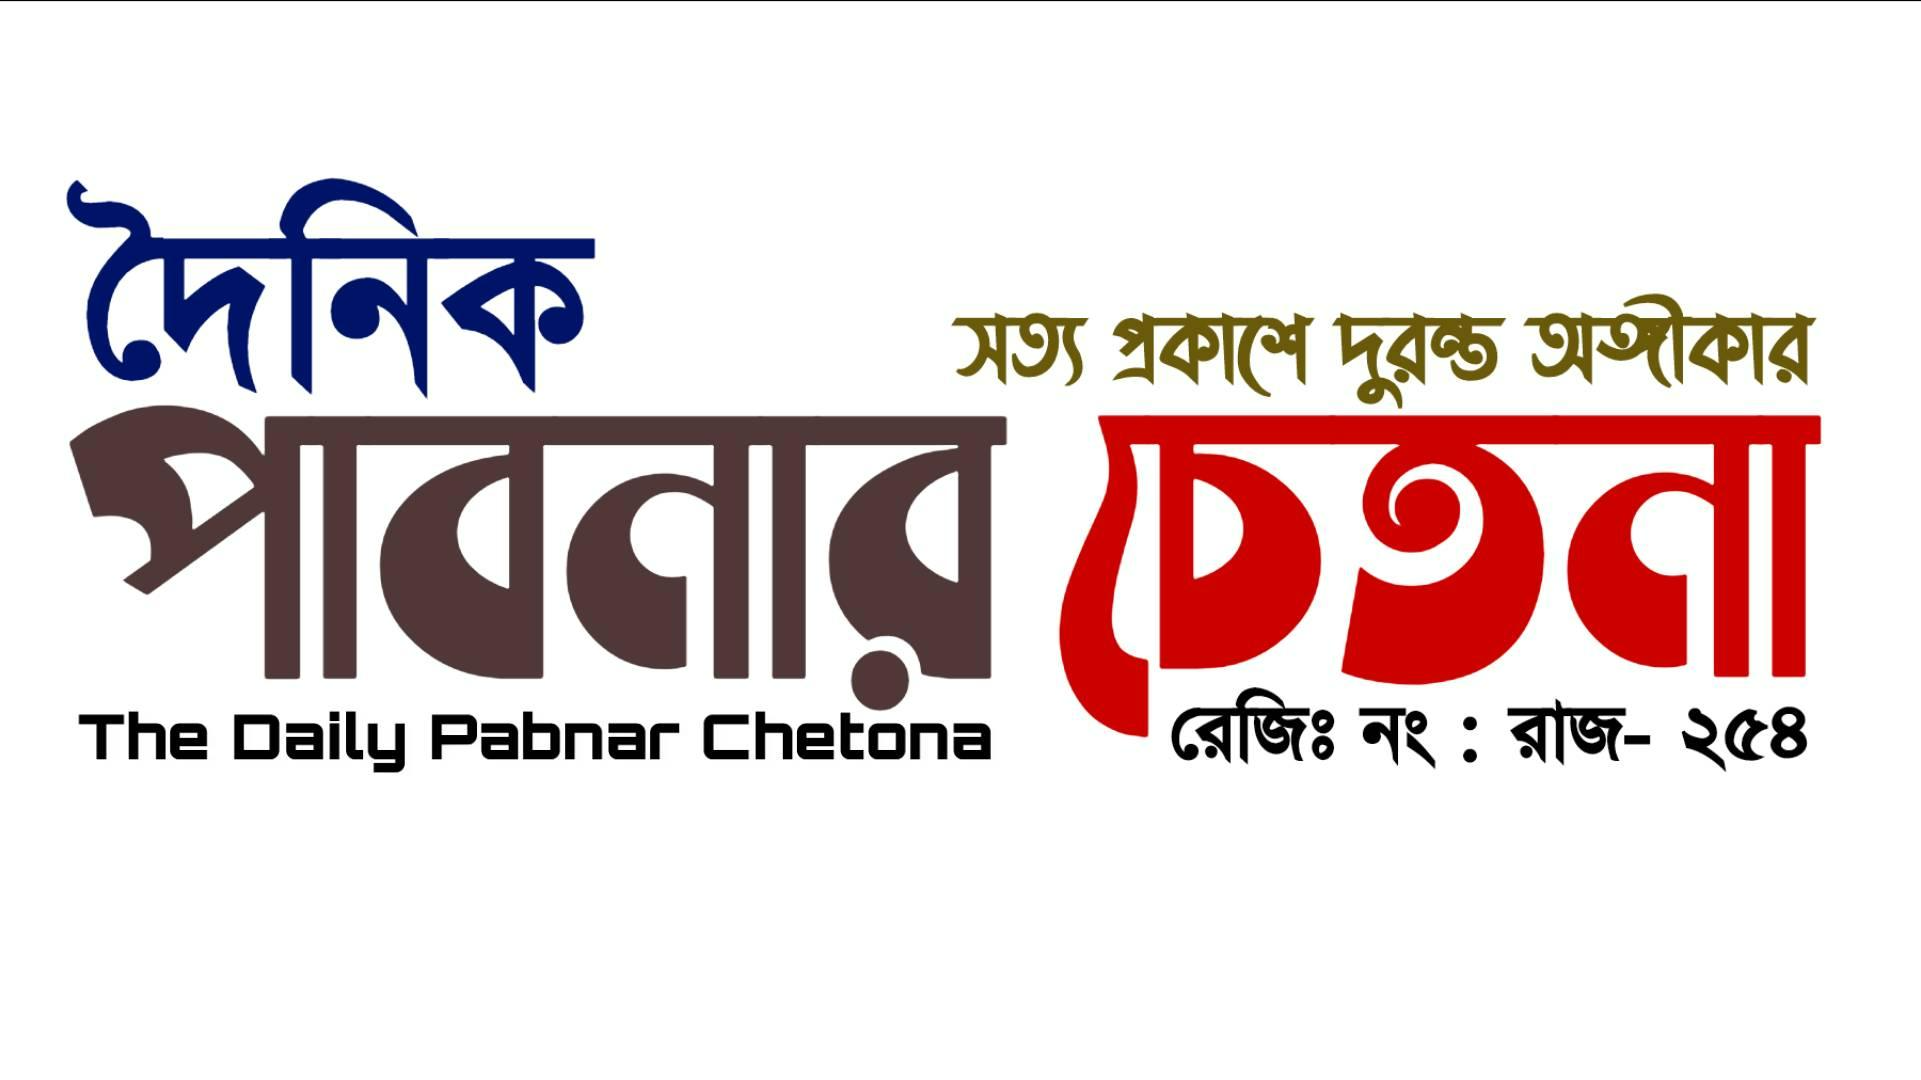 দৈনিক
সত্য প্রকাশে দুরন্ত অঙ্গীকার
পাবনার চেতনা
The Daily Pabnar Chetona
রেজিঃ নং : রাজ- ২৫৪